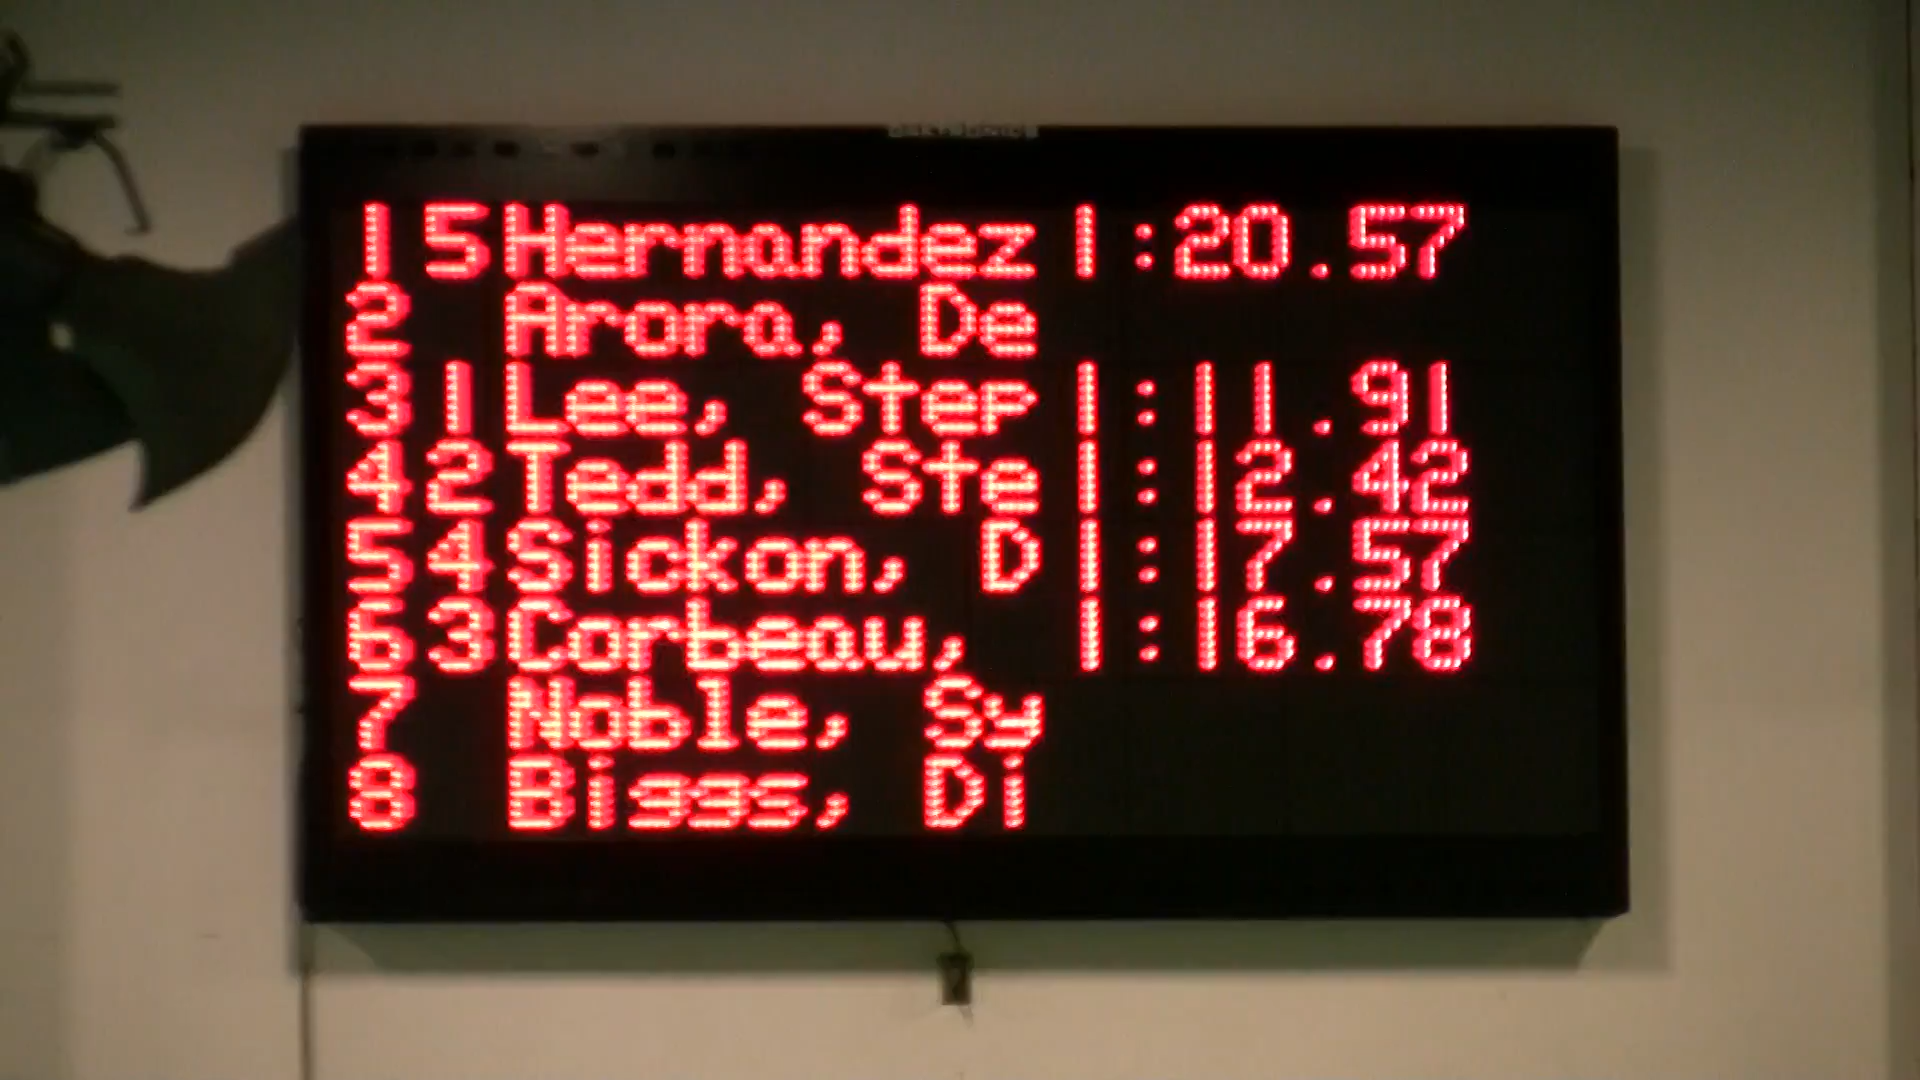 DAKTRONICS
1 5 Hernandez 1:20.57
2 Arora, De
3 1 Lee, Step 1:11.91
4 2 Tedd, Ste 1:12.42
5 4 Sickon, D 1:17.57
6 3 Corbeau, 1:16.78
7 Noble, Sy
8 Biggs, Di